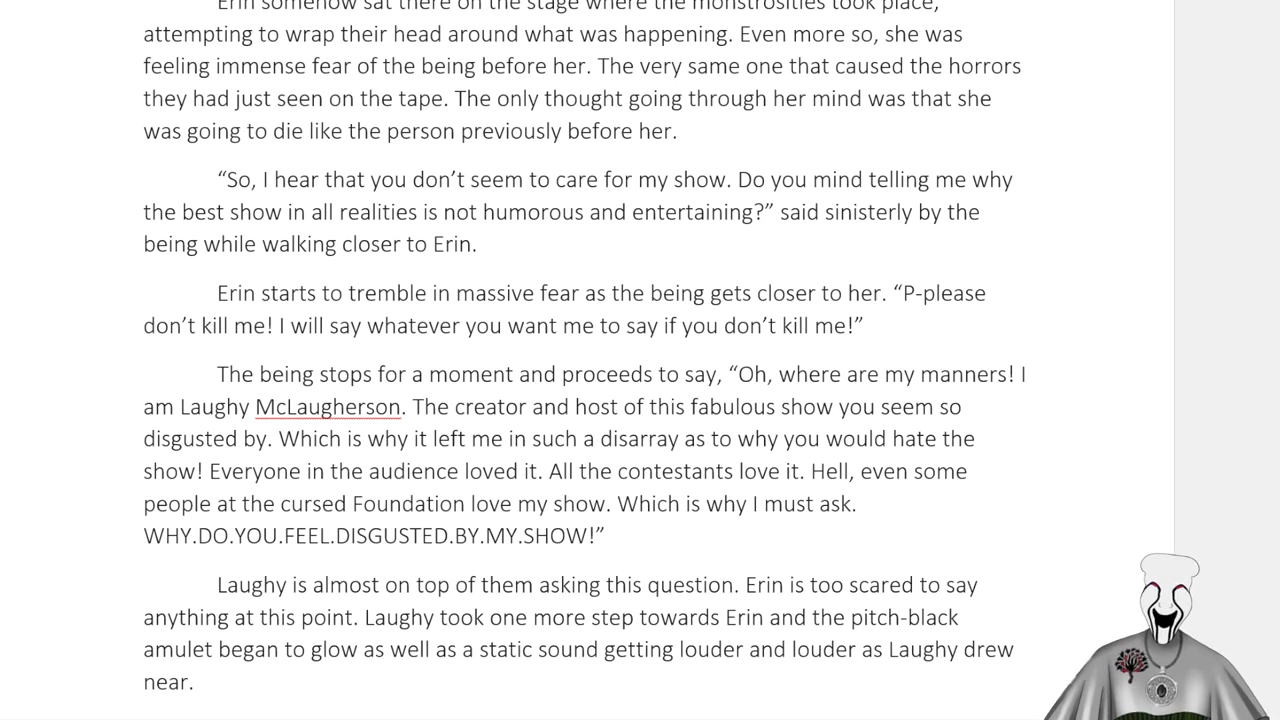 Erin somehow sat there on the stage where the monstrosities took place,
attempting to wrap their head around what was happening. Even more so, she was
feeling immense fear of the being before her. The very same one that caused the horrors
they had just seen on the tape. The only thought going through her mind was that she
was going to die like the person previously before her.
“So, I hear that you don’t seem to care for my show. Do you mind telling me why
the best show in all realities is not humorous and entertaining?” said sinisterly by the
being while walking closer to Erin.
Erin starts to tremble in massive fear as the being gets closer to her. “P-please
don’t kill me! I will say whatever you want me to say if you don’t kill me!”
The being stops for a moment and proceeds to say, “Oh, where are my manners! I
am Laughy McLaugherson. The creator and host of this fabulous show you seem so
disgusted by. Which is why it left me in such a disarray as to why you would hate the
show! Everyone in the audience loved it. All the contestants love it. Hell, even some
people at the cursed Foundation love my show. Which is why I must ask.
WHY.DO.YOU.FEEL.DISGUSTED.BY.MY.SHOW!”
Laughy is almost on top of them asking this question. Erin is too scared to say
anything at this point. Laughy took one more step towards Erin and the pitch-black
amulet began to glow as well as a static sound getting louder and louder as Laughy drew
near.